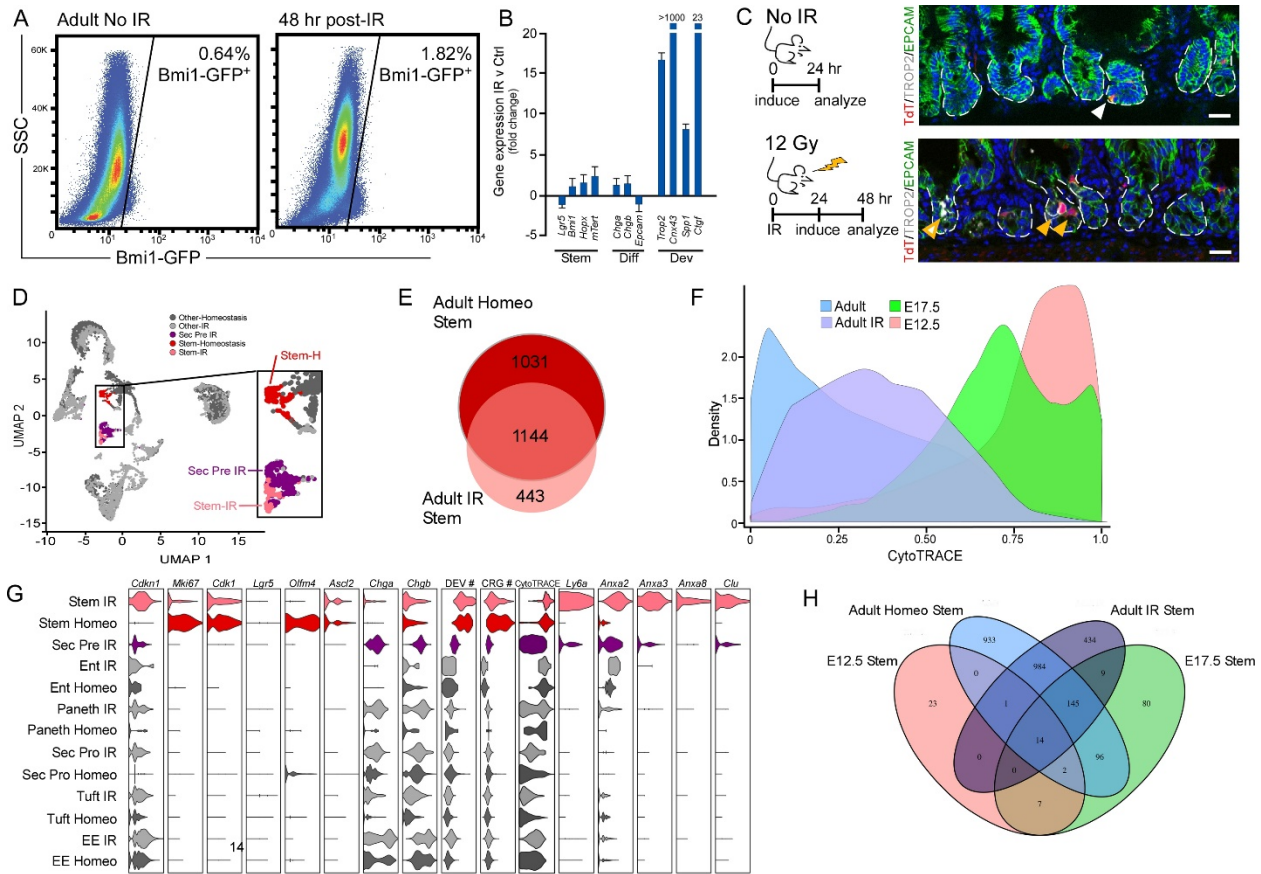 A
Adult No IR
48 hr post-IR
60K
40K
20K
SSC
0.64%
Bmi1-GFP+
1.82%
Bmi1-GFP+
0
10^1
10^2
0
10^1
10^2
Bmi1-GFP
B
Gene expression IR v Ctrl
(fold change)
>1000
23
20
15
10
5
0
-5
Lgr5
Bmi1
Hopx
mTert
Chga
Chgb
Epcam
Trop2
Cnx43
Spp1
Ctgf
Stem
Diff
Dev
C
No IR
0
24 hr
induce
analyze
12 Gy
0
24
48 hr
IR
induce
analyze
TdT/TROP2/EPCAM
TdT/TROP2/EPCAM
D
Other-Homeostasis
Other-IR
Sec Pre IR
Stem-Homeostasis
Stem-IR
Stem-H
Sec Pre IR
Stem-IR
UMAP 2
10
5
0
-5
-10
-15
-10
-5
0
5
10
15
UMAP 1
E
Adult Homeo
Stem
1031
1144
443
Adult IR
Stem
F
Adult
E17.5
Adult IR
E12.5
Density
2.0
1.5
1.0
0.5
0
0
0.25
0.50
0.75
1.0
CytoTRACE
G
Cdkn1 Mki67 Cdk1 Lgr5 Olfm4 Ascl2 Chga Chgb DEV # CRG # CytoTRACE Ly6a Anxa2 Anxa3 Anxa8 Clu
Stem IR
Stem Homeo
Sec Pre IR
Ent IR
Ent Homeo
Paneth IR
Paneth Homeo
Sec Pro IR
Sec Pro Homeo
Tuft IR
Tuft Homeo
EE IR
14
EE Homeo
H
Adult Homeo Stem
Adult IR Stem
E12.5 Stem
E17.5 Stem
933
434
984
0
9
23
1
145
80
14
0
0
2
96
7